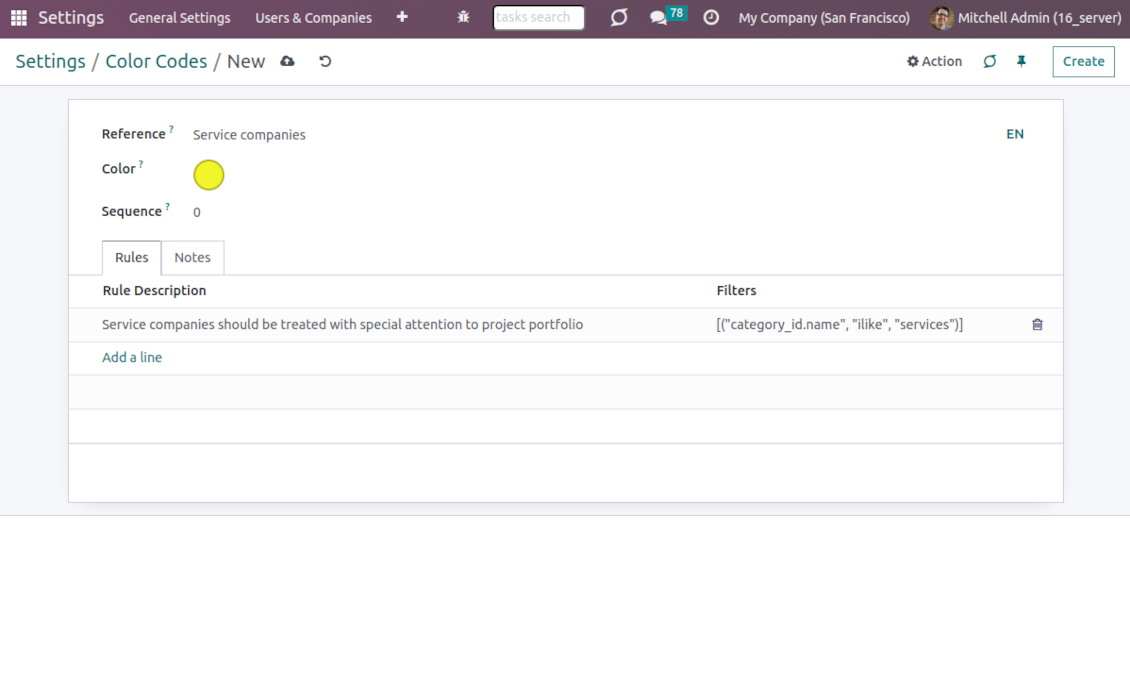 Settings General Settings Users & Companies tasks search 78 My Company (San Francisco) Mitchell Admin (16_server)
Settings / Color Codes / New Action Create
Reference ? Service companies EN
Color ?
Sequence ? 0
Rules Notes
Rule Description Filters
Service companies should be treated with special attention to project portfolio [("category_id.name", "ilike", "services")]
Add a line